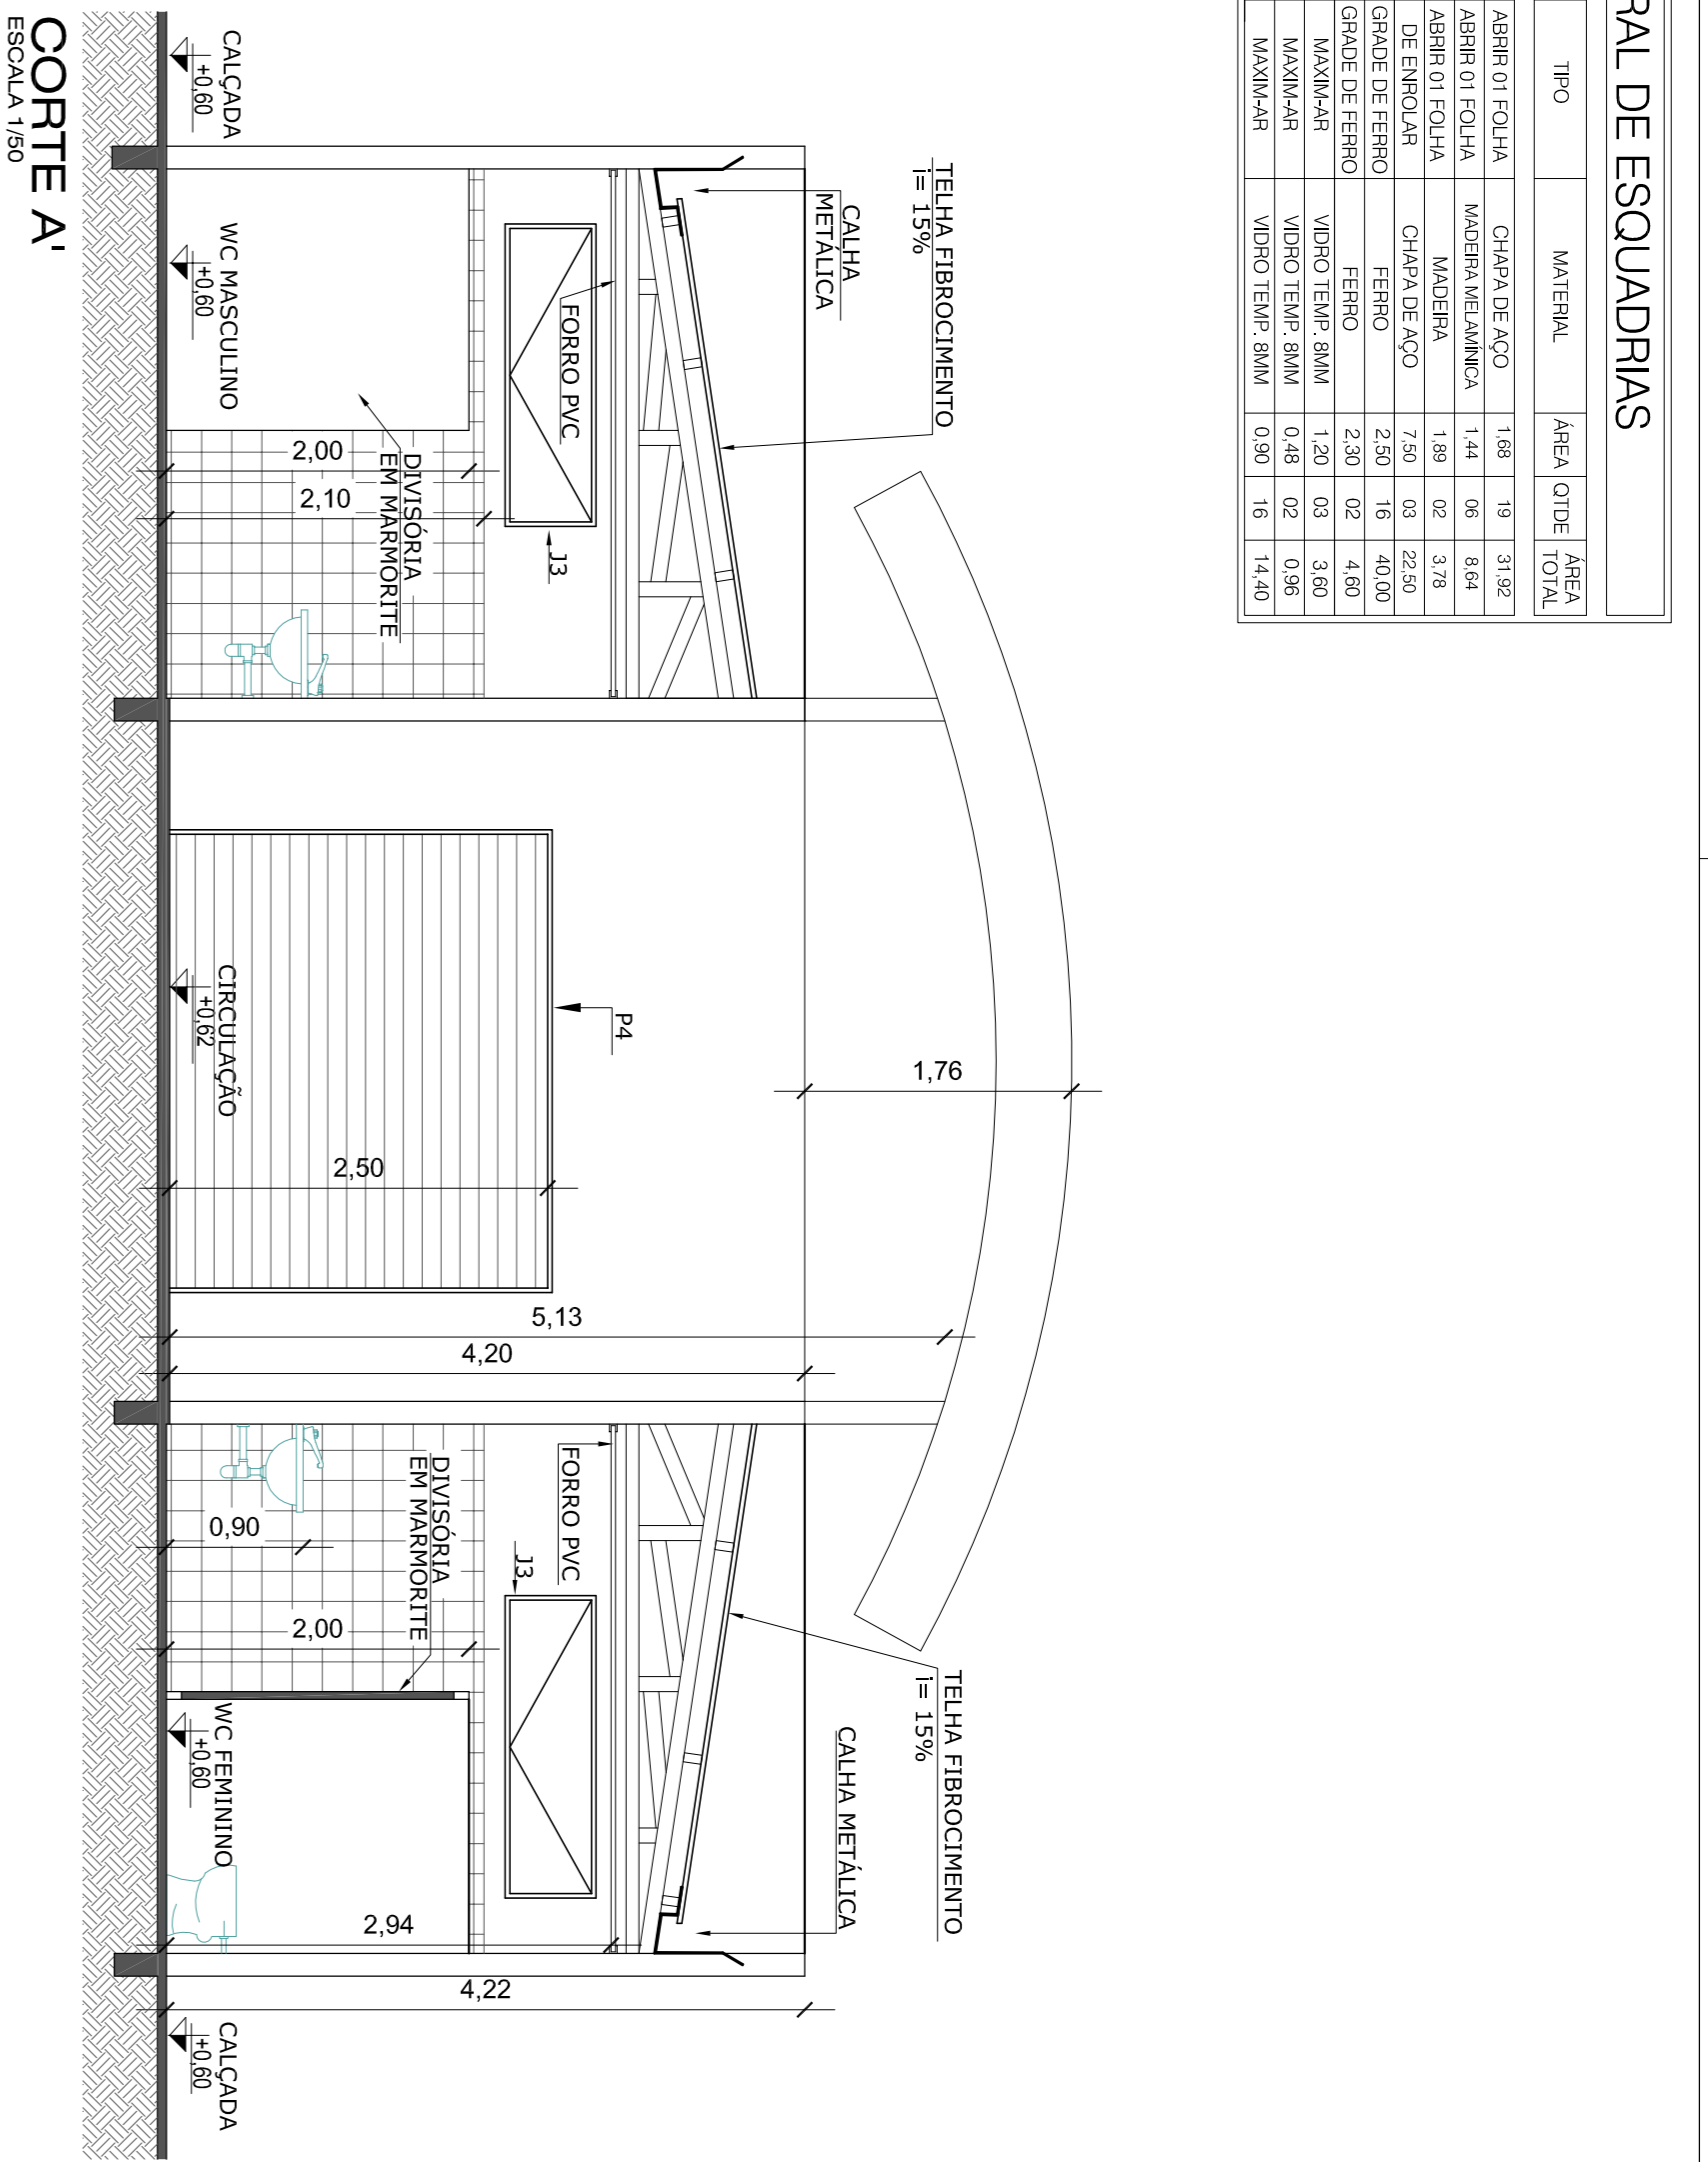 RAL DE ESQUADRIAS
TIPO MATERIAL ÁREA QTDE ÁREA TOTAL
ABRIR 01 FOLHA CHAPA DE AÇO 1,68 19 31,92
ABRIR 01 FOLHA MADEIRA MELAMÍNICA 1,44 06 8,64
ABRIR 01 FOLHA MADEIRA 1,89 02 3,78
DE ENROLAR CHAPA DE AÇO 7,50 03 22,50
GRADE DE FERRO FERRO 2,50 16 40,00
GRADE DE FERRO FERRO 2,30 02 4,60
MAXIM-AR VIDRO TEMP. 8MM 1,20 03 3,60
MAXIM-AR VIDRO TEMP. 8MM 0,48 02 0,96
MAXIM-AR VIDRO TEMP. 8MM 0,90 16 14,40
TELHA FIBROCIMENTO
i= 15%
CALHA
METÁLICA
FORRO PVC
J3
DIVISÓRIA
EM MARMORITE
2,00
2,10
WC MASCULINO
+0,60
CALÇADA
+0,60
1,76
P4
2,50
CIRCULAÇÃO
+0,62
5,13
4,20
TELHA FIBROCIMENTO
i= 15%
CALHA METÁLICA
FORRO PVC
J3
DIVISÓRIA
EM MARMORITE
0,90
2,00
WC FEMININO
+0,60
2,94
4,22
CALÇADA
+0,60
CORTE A'
ESCALA 1/50